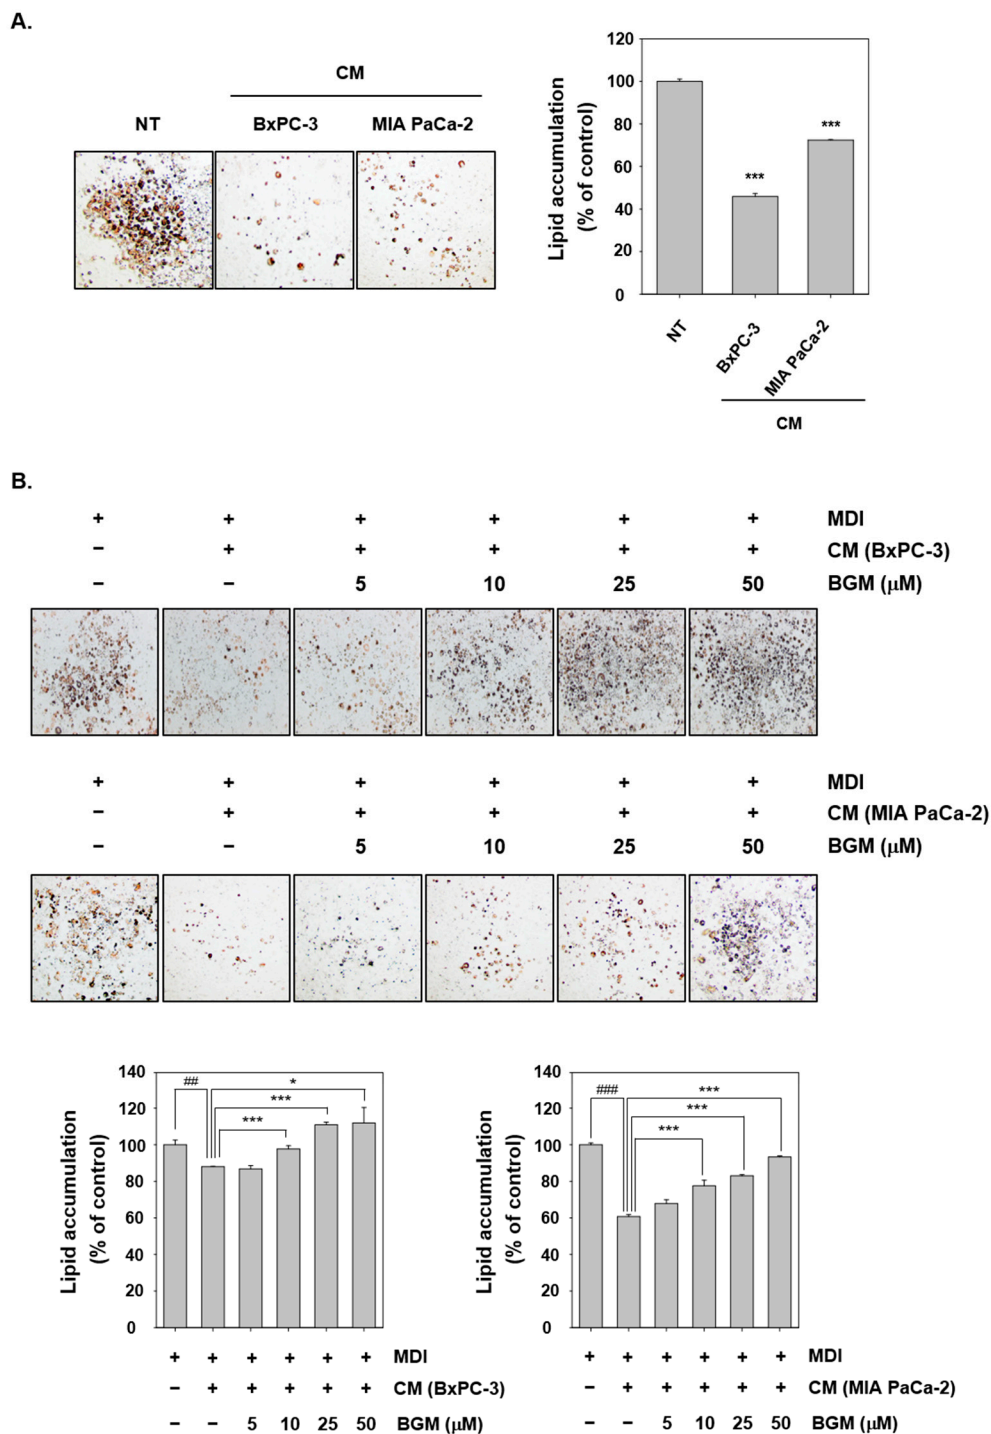 A.
CM
NT BxPC-3 MIA PaCa-2
Lipid accumulation
(% of control)
100
80
60
40
20
0
***
***
NT
BxPC-3
MIA PaCa-2
CM
B.
+ + + + + + MDI
− + + + + + CM (BxPC-3)
− − 5 10 25 50 BGM (μM)
+ + + + + + MDI
− + + + + + CM (MIA PaCa-2)
− − 5 10 25 50 BGM (μM)
Lipid accumulation
(% of control)
140
120
100
80
60
40
20
0
##
*
***
***
+ + + + + + MDI
− + + + + + CM (BxPC-3)
− − 5 10 25 50 BGM (μM)
Lipid accumulation
(% of control)
140
120
100
80
60
40
20
0
###
***
***
***
+ + + + + + MDI
− + + + + + CM (MIA PaCa-2)
− − 5 10 25 50 BGM (μM)